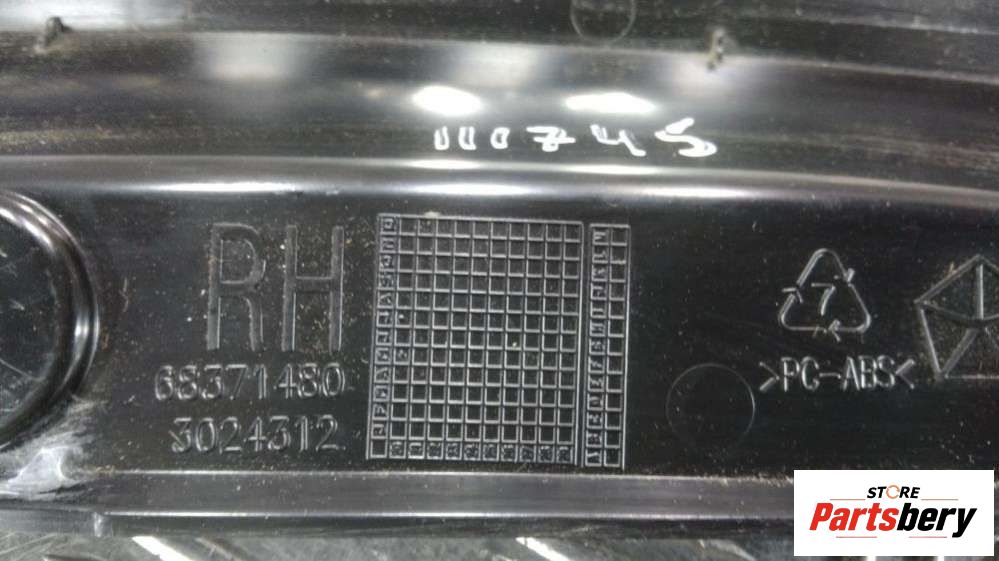 110745
RH
68371480
3024312
7
>PC-ABS<
STORE
Partsbery